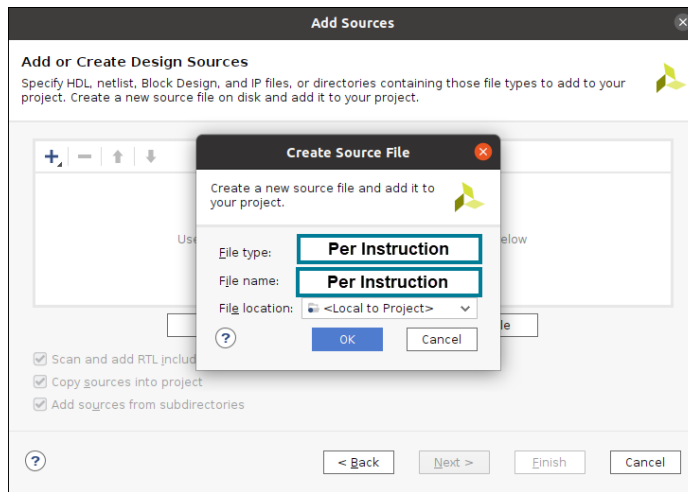 Add Sources
Add or Create Design Sources
Specify HDL, netlist, Block Design, and IP files, or directories containing those file types to add to your
project. Create a new source file on disk and add it to your project.
Create Source File
Create a new source file and add it to
your project.
Use
elow
File type: Per Instruction
File name: Per Instruction
File location: <Local to Project>
le
? OK Cancel
Scan and add RTL includ
Copy sources into project
Add sources from subdirectories
? < Back Next > Finish Cancel